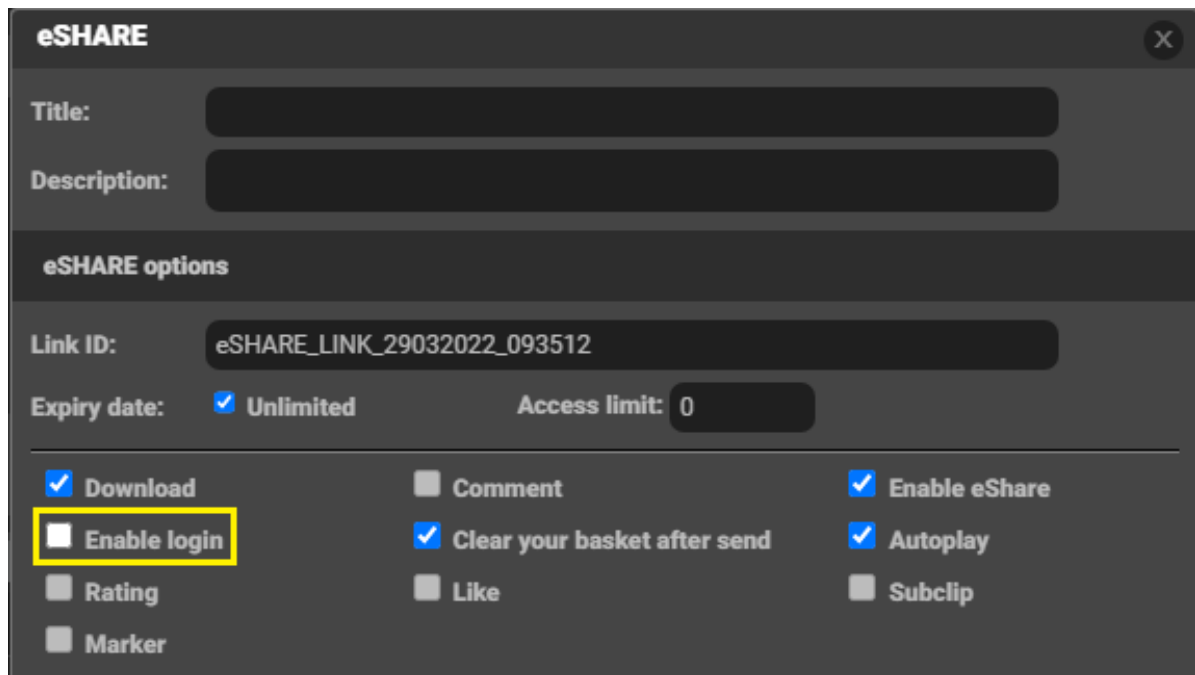 eSHARE
X
Title:
Description:
eSHARE options
Link ID: eSHARE_LINK_29032022_093512
Expiry date: Unlimited Access limit: 0
Download Comment Enable eShare
Enable login Clear your basket after send Autoplay
Rating Like Subclip
Marker